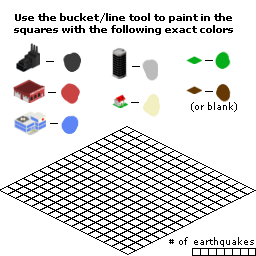 Use the bucket/line tool to paint in the
squares with the following exact colors
(or blank)
# of earthquakes